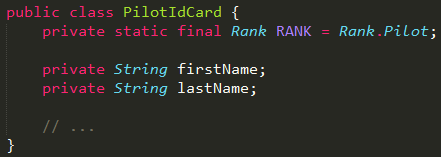 public class PilotIdCard {
    private static final Rank RANK = Rank.Pilot;
    private String firstName;
    private String lastName;
    // ...
}